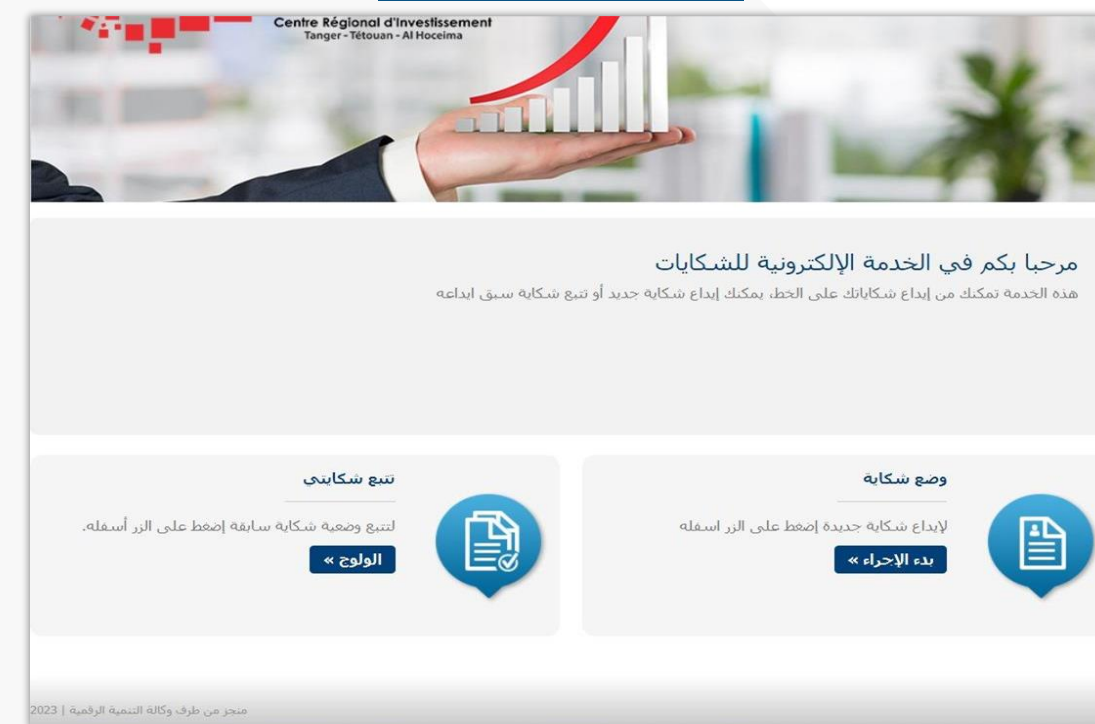 Centre Régional d'Investissement
Tanger - Tétouan - Al Hoceima
مرحبا بكم في الخدمة الإلكترونية للشكايات
هذه الخدمة تمكنك من إيداع شكاياتك على الخط، يمكنك إيداع شكاية جديد أو تتبع شكاية سبق ايداعه
وضع شكاية
لإيداع شكاية جديدة إضغط على الزر اسفله
بدء الإجراء »
تتبع شكايتي
لتتبع وضعية شكاية سابقة إضغط على الزر أسفله.
الولوج »
منجز من طرف وكالة التنمية الرقمية | 2023